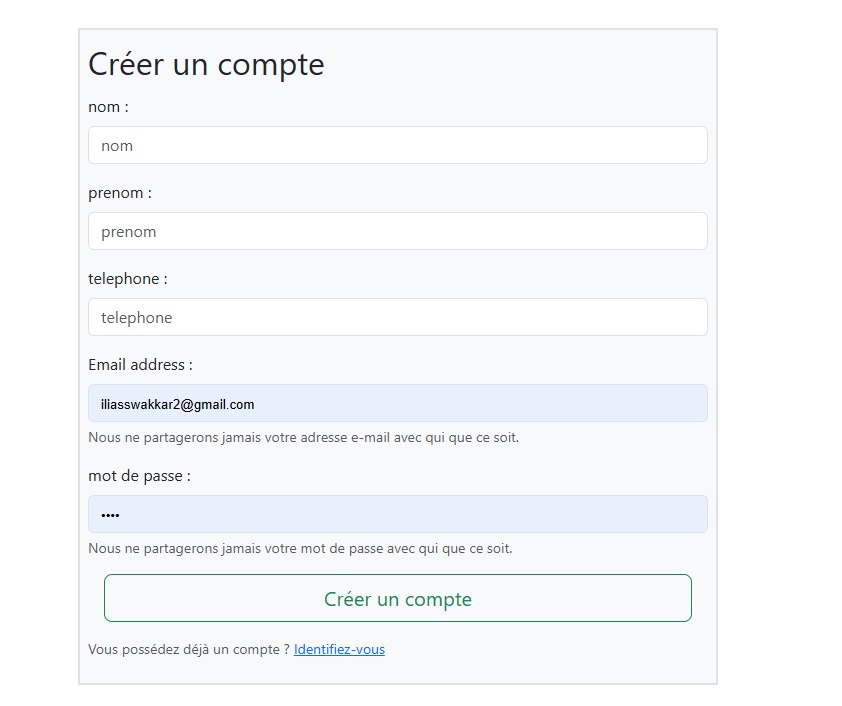 Créer un compte
nom :
nom
prenom :
prenom
telephone :
telephone
Email address :
iliasswakkar2@gmail.com
Nous ne partagerons jamais votre adresse e-mail avec qui que ce soit.
mot de passe :
••••
Nous ne partagerons jamais votre mot de passe avec qui que ce soit.
Créer un compte
Vous possédez déjà un compte ? Identifiez-vous